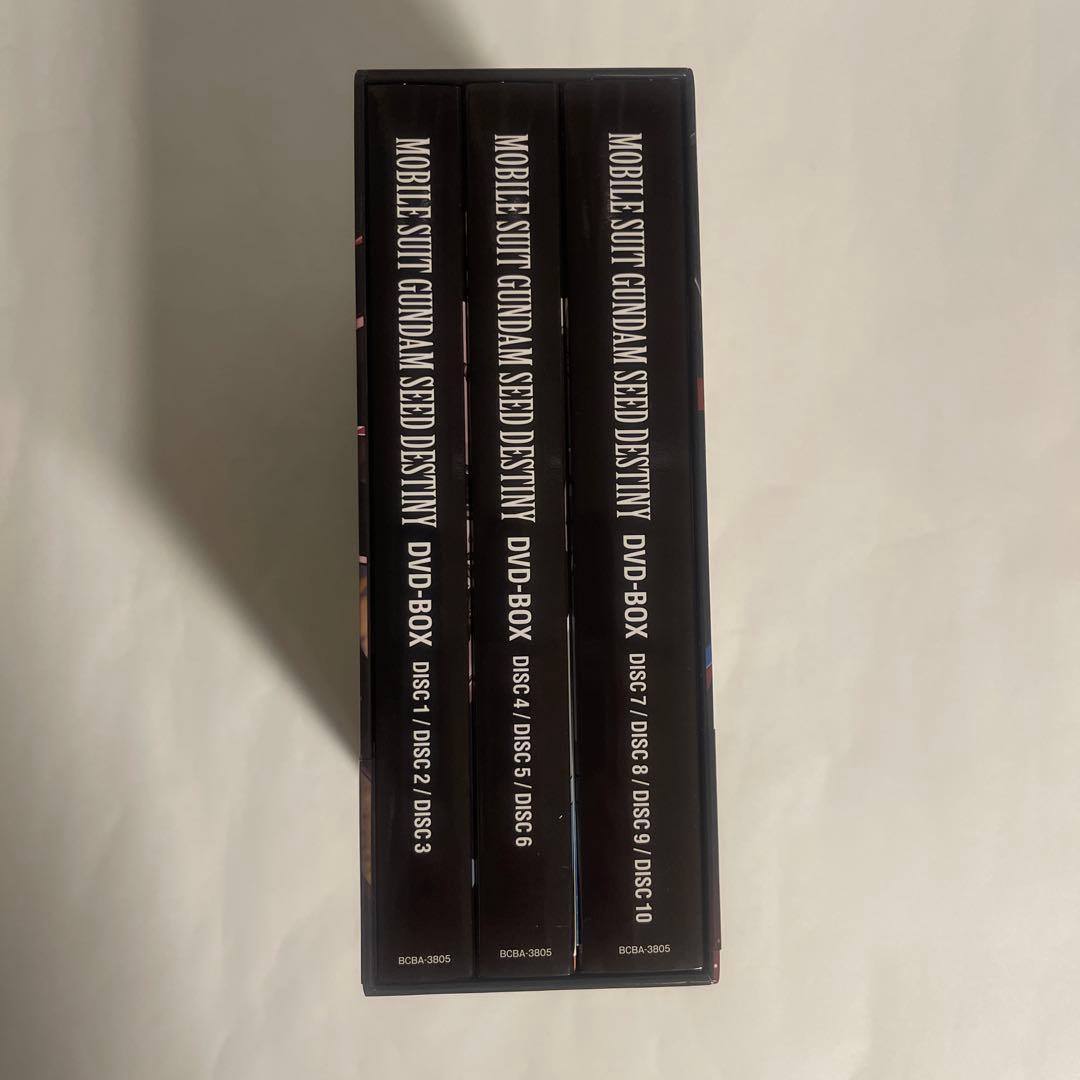 MOBILE SUIT GUNDAM SEED DESTINY DVD-BOX DISC 1 / DISC 2 / DISC 3
BCBA-3805
MOBILE SUIT GUNDAM SEED DESTINY DVD-BOX DISC 4 / DISC 5 / DISC 6
BCBA-3805
MOBILE SUIT GUNDAM SEED DESTINY DVD-BOX DISC 7 / DISC 8 / DISC 9 / DISC 10
BCBA-3805